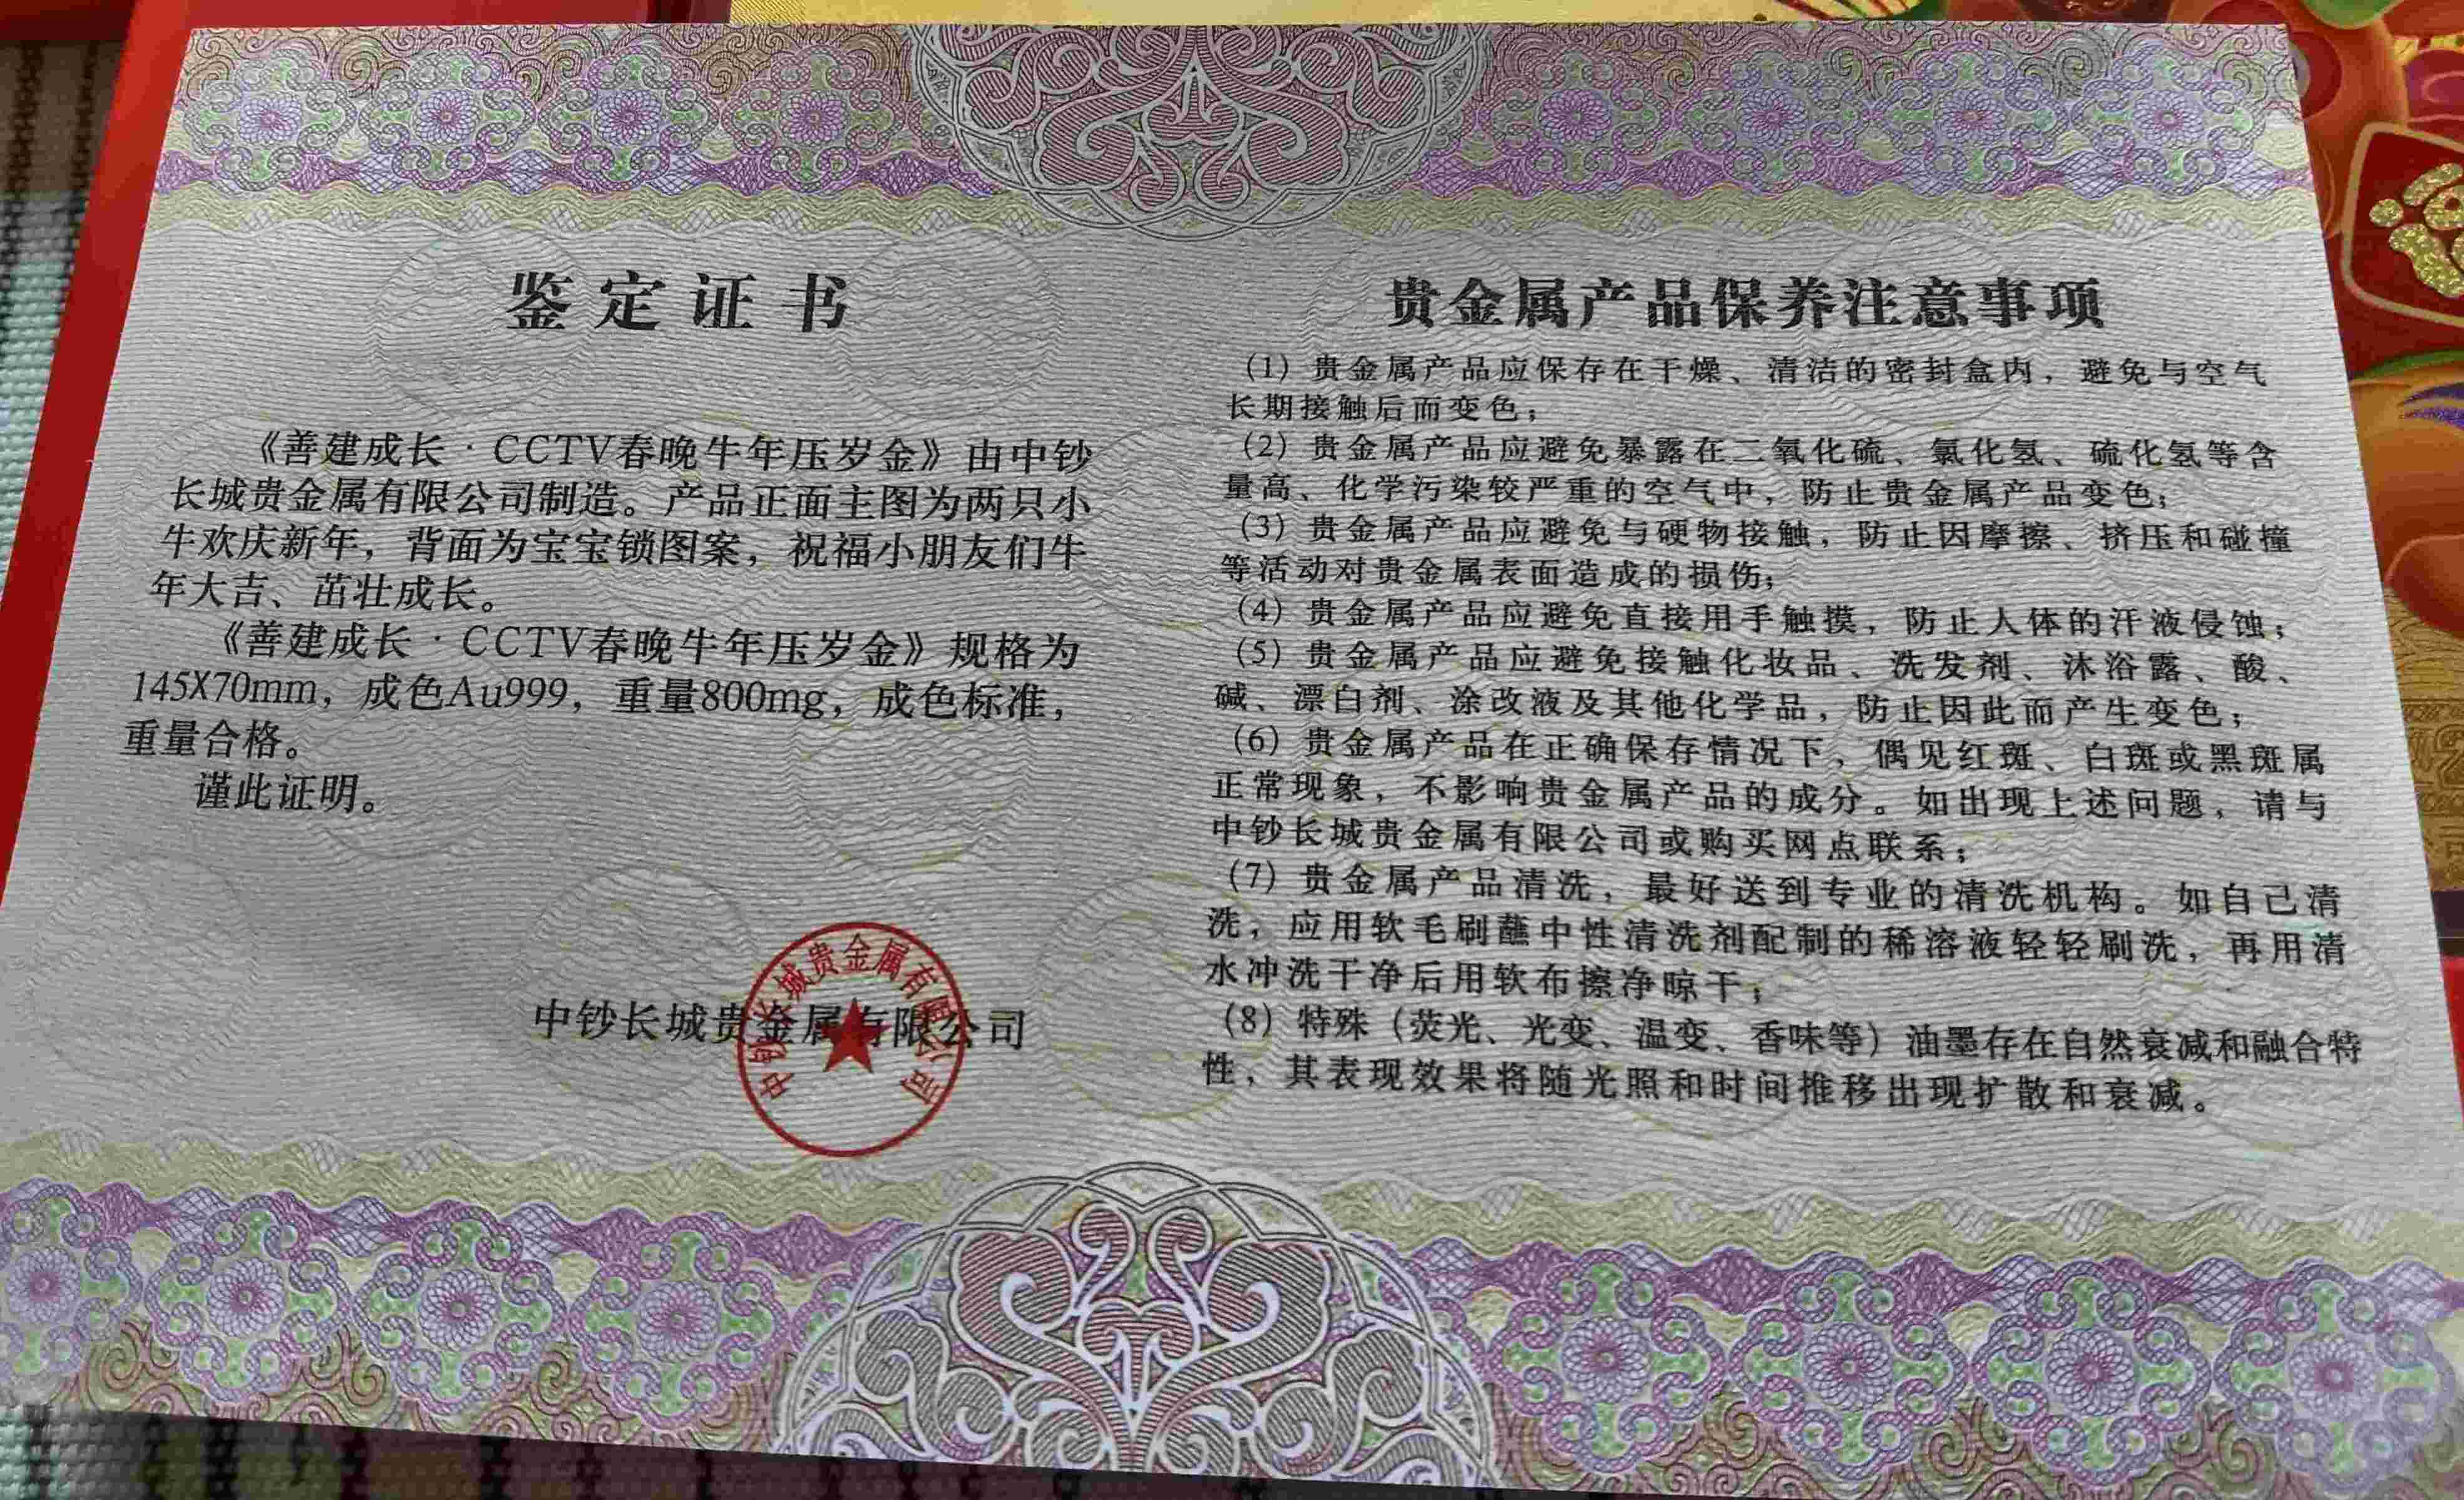 鉴定证书
《善建成长·CCTV春晚牛年压岁金》由中钞
长城贵金属有限公司制造。产品正面主图为两只小
牛欢庆新年，背面为宝宝锁图案，祝福小朋友们牛
年大吉、茁壮成长。
《善建成长·CCTV春晚牛年压岁金》规格为
145X70mm，成色Au999，重量800mg，成色标准，
重量合格。
谨此证明。
中钞长城贵金属有限公司
中钞长城贵金属有限公司
贵金属产品保养注意事项
（1）贵金属产品应保存在干燥、清洁的密封盒内，避免与空气
长期接触后而变色；
（2）贵金属产品应避免暴露在二氧化硫、氯化氢、硫化氢等含
量高、化学污染较严重的空气中，防止贵金属产品变色；
（3）贵金属产品应避免与硬物接触，防止因摩擦、挤压和碰撞
等活动对贵金属表面造成的损伤；
（4）贵金属产品应避免直接用手触摸，防止人体的汗液侵蚀；
（5）贵金属产品应避免接触化妆品、洗发剂、沐浴露、酸、
碱、漂白剂、涂改液及其他化学品，防止因此而产生变色；
（6）贵金属产品在正确保存情况下，偶见红斑、白斑或黑斑属
正常现象，不影响贵金属产品的成分。如出现上述问题，请与
中钞长城贵金属有限公司或购买网点联系；
（7）贵金属产品清洗，最好送到专业的清洗机构。如自己清
洗，应用软毛刷蘸中性清洗剂配制的稀溶液轻轻刷洗，再用清
水冲洗干净后用软布擦净晾干；
（8）特殊（荧光、光变、温变、香味等）油墨存在自然衰减和融合特
性，其表现效果将随光照和时间推移出现扩散和衰减。